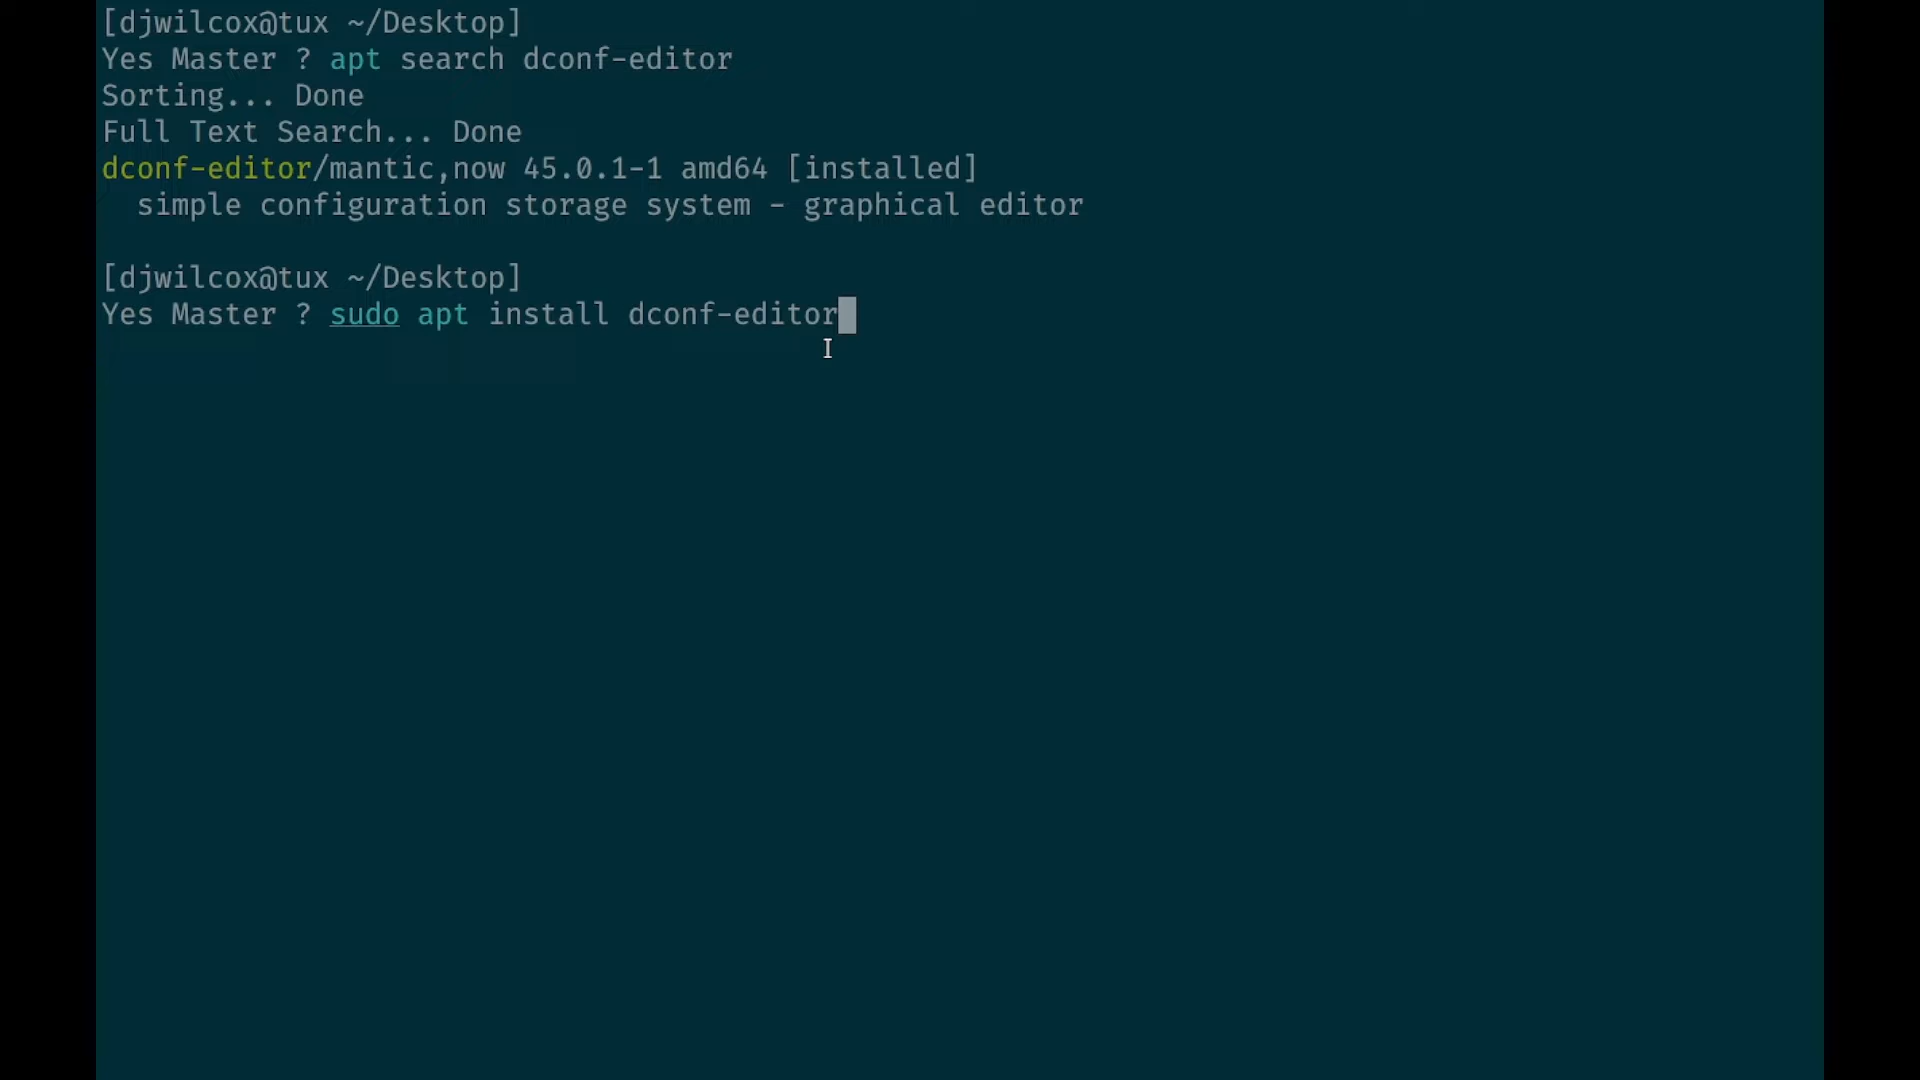 [djwilcox@tux ~/Desktop]
Yes Master ? apt search dconf-editor
Sorting... Done
Full Text Search... Done
dconf-editor/mantic,now 45.0.1-1 amd64 [installed]
  simple configuration storage system - graphical editor

[djwilcox@tux ~/Desktop]
Yes Master ? sudo apt install dconf-editor